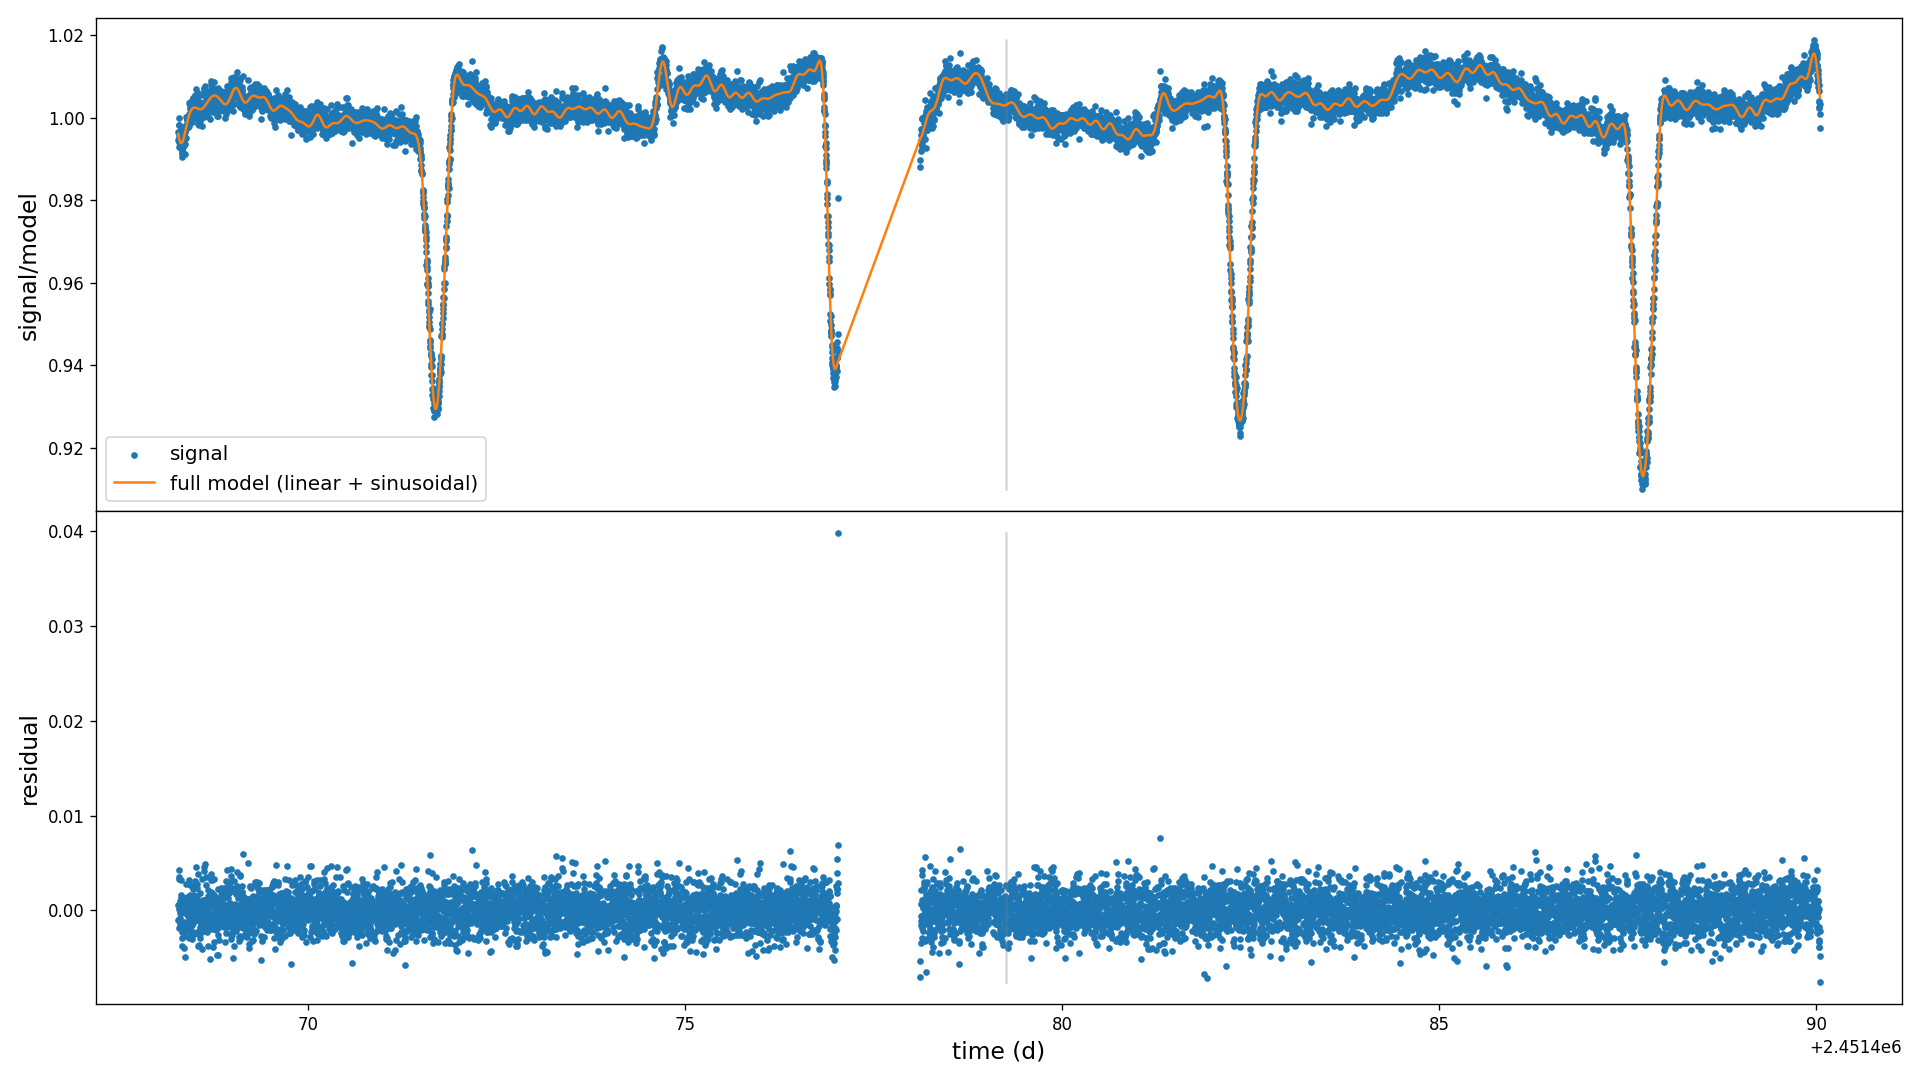 1.02
1.00
0.98
0.96
0.94
0.92
signal/model
signal
full model (linear + sinusoidal)
0.04
0.03
0.02
0.01
0.00
residual
70
75
80
85
90
time (d)
+2.4514e6